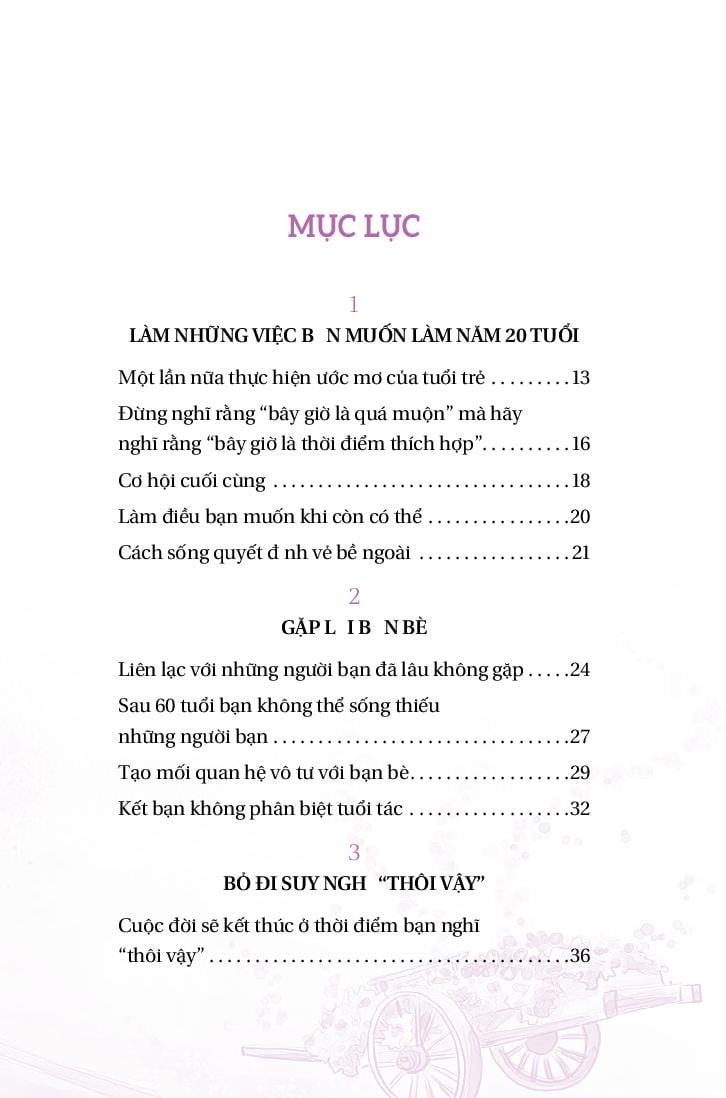 MỤC LỤC
1
LÀM NHỮNG VIỆC B N MUỐN LÀM NĂM 20 TUỔI
Một lần nữa thực hiện ước mơ của tuổi trẻ .........13
Đừng nghĩ rằng “bây giờ là quá muộn” mà hãy
nghĩ rằng “bây giờ là thời điểm thích hợp”..........16
Cơ hội cuối cùng .................................18
Làm điều bạn muốn khi còn có thể ................20
Cách sống quyết đ nh vẻ bề ngoài .................21
2
GẶP L I B N BÈ
Liên lạc với những người bạn đã lâu không gặp .....24
Sau 60 tuổi bạn không thể sống thiếu
những người bạn .................................27
Tạo mối quan hệ vô tư với bạn bè..................29
Kết bạn không phân biệt tuổi tác ..................32
3
BỎ ĐI SUY NGH “THÔI VẬY”
Cuộc đời sẽ kết thúc ở thời điểm bạn nghĩ
“thôi vậy” ........................................36